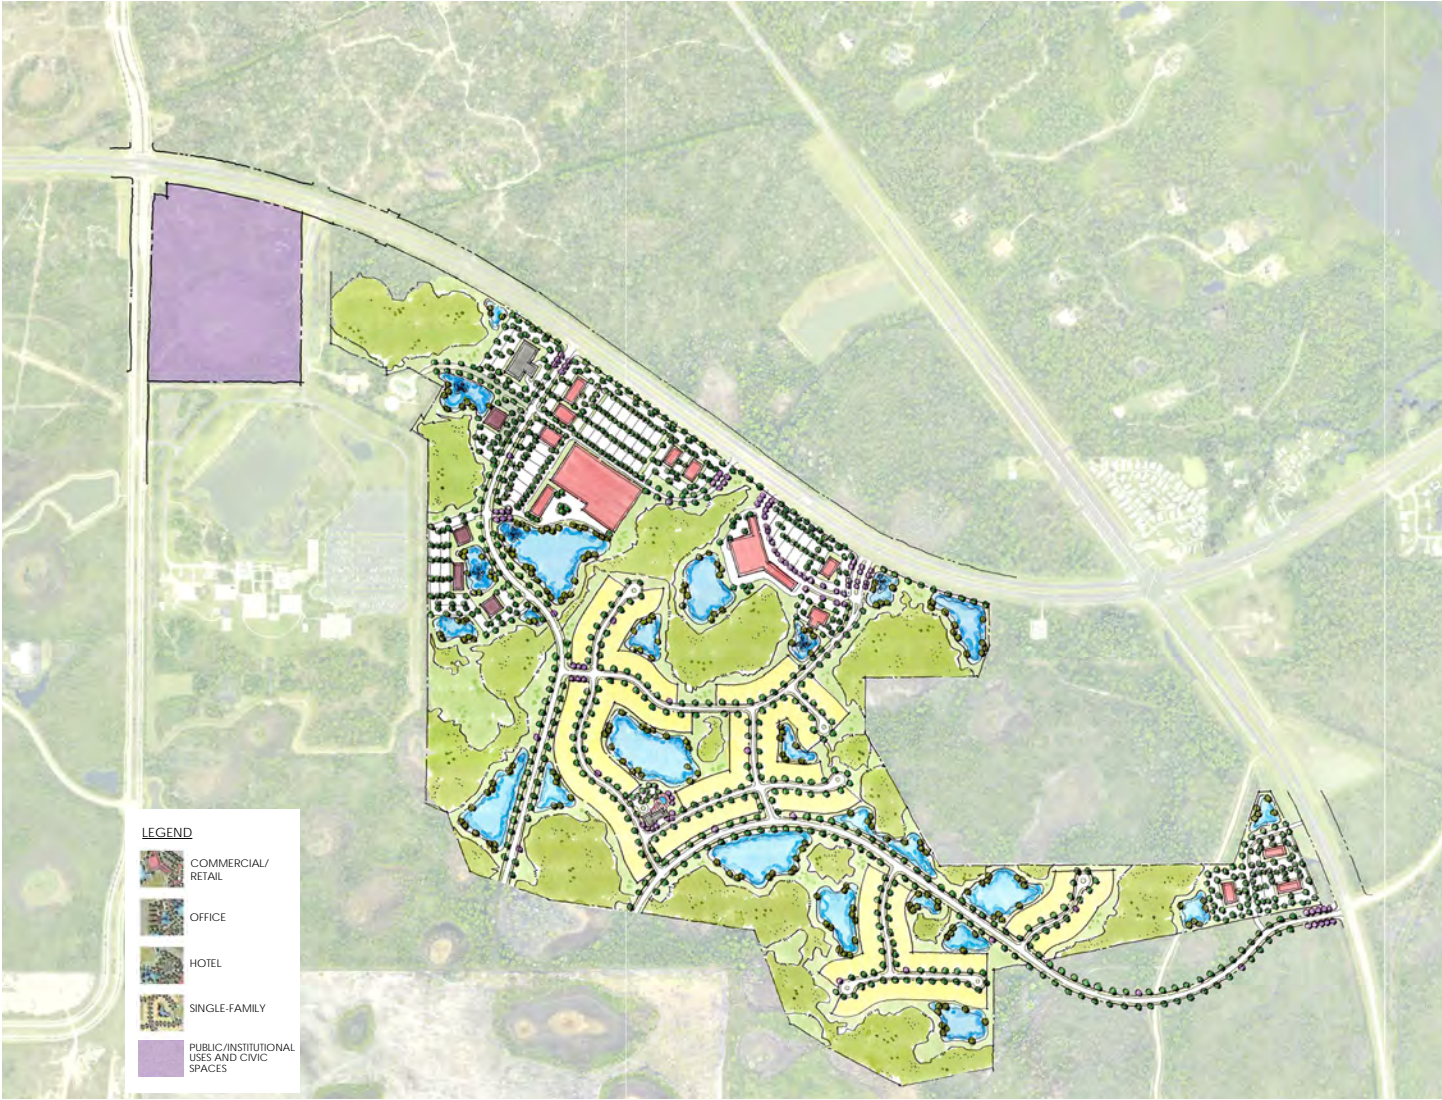 LEGEND
COMMERCIAL/
RETAIL
OFFICE
HOTEL
SINGLE-FAMILY
PUBLIC/INSTITUTIONAL
USES AND CIVIC
SPACES